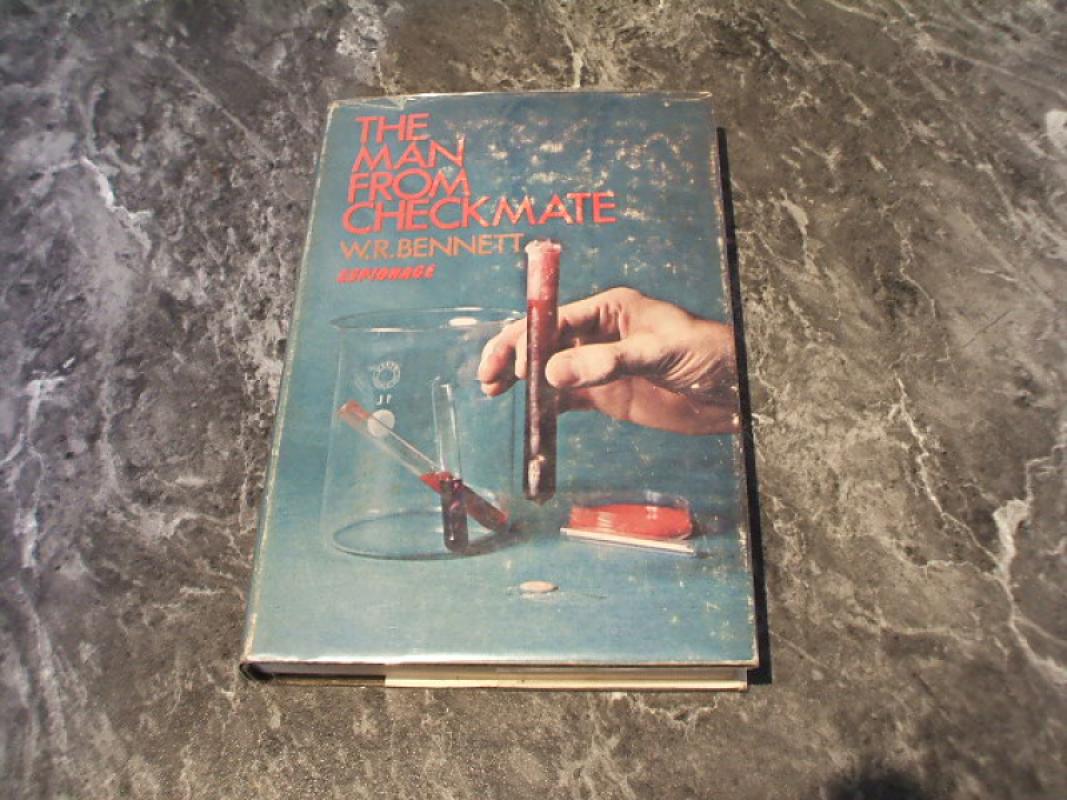 THE
MAN
FROM
CHECKMATE
W.R. BENNETT
ESPIONAGE